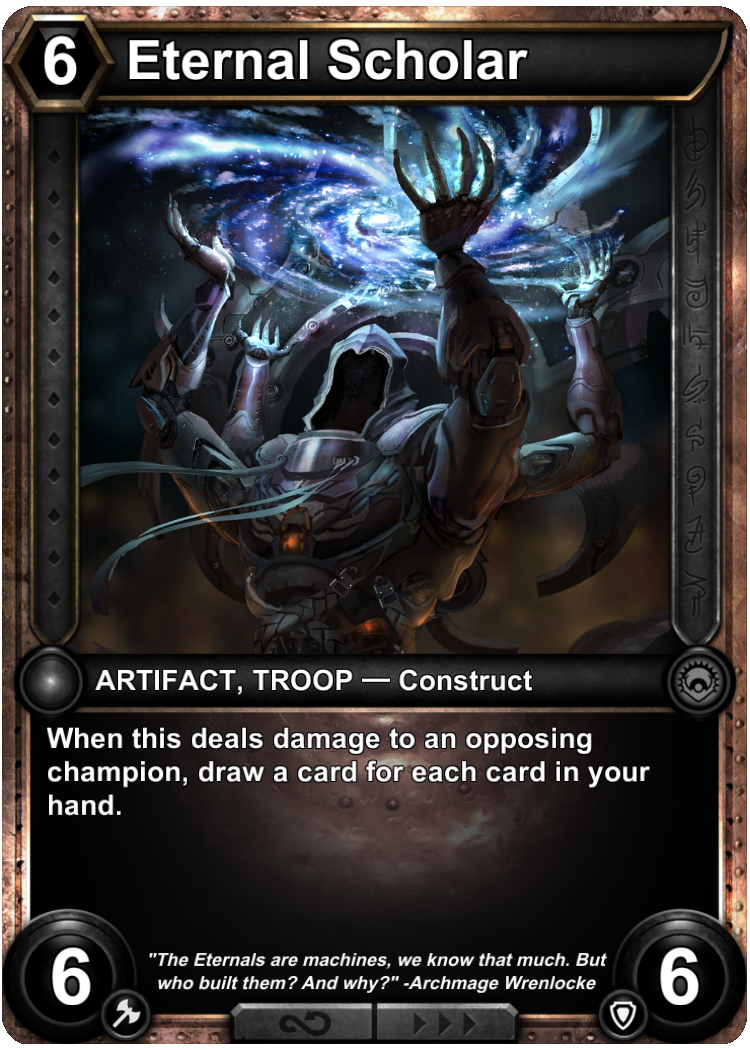 6
Eternal Scholar
ARTIFACT, TROOP — Construct
When this deals damage to an opposing
champion, draw a card for each card in your
hand.
"The Eternals are machines, we know that much. But
who built them? And why?" -Archmage Wrenlocke
6
6